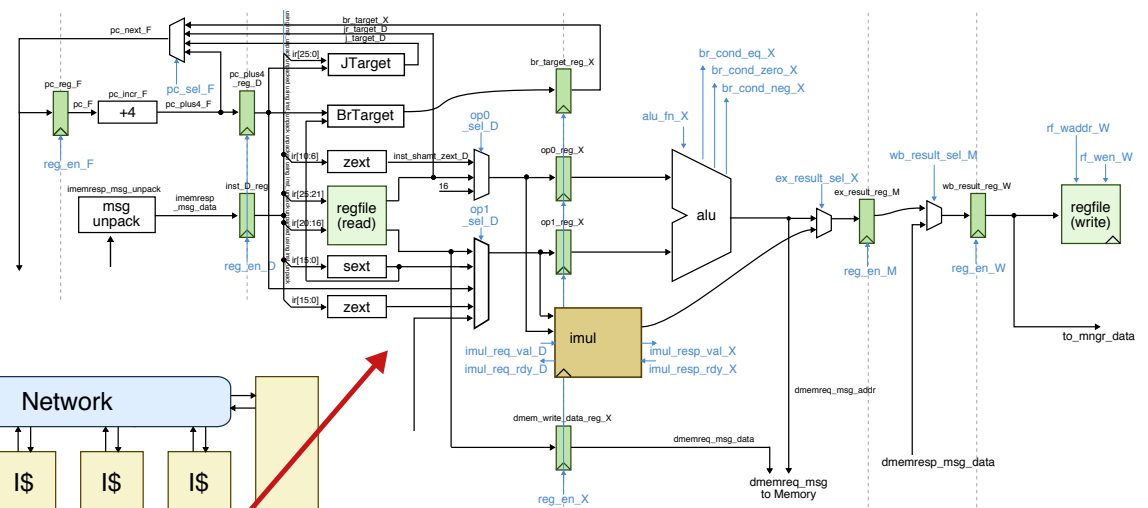 br_target_X
jr_target_D
j_target_D
pc_next_F
pc_sel_F
pc_reg_F
pc_F
pc_incr_F
+4
pc_plus4_F
pc_plus4
_reg_D
reg_en_F
ir[25:0]
JTarget
BrTarget
br_target_reg_X
ir[10:6]
zext
inst_shamt_zext_D
op0
_sel_D
16
ir[25:21]
ir[20:16]
regfile
(read)
op1
_sel_D
ir[15:0]
sext
ir[15:0]
zext
imemresp_msg_unpack
msg
unpack
imemresp
_msg_data
inst_D_reg
reg_en_D
op0_reg_X
op1_reg_X
alu_fn_X
br_cond_eq_X
br_cond_zero_X
br_cond_neg_X
alu
imul
imul_req_val_D
imul_req_rdy_D
imul_resp_val_X
imul_resp_rdy_X
ex_result_sel_X
ex_result_reg_M
reg_en_M
wb_result_sel_M
wb_result_reg_W
reg_en_W
rf_waddr_W
rf_wen_W
regfile
(write)
to_mngr_data
dmem_write_data_reg_X
reg_en_X
dmemreq_msg_data
dmemreq_msg_addr
dmemreq_msg
to Memory
dmemresp_msg_data
Network
I$
I$
I$